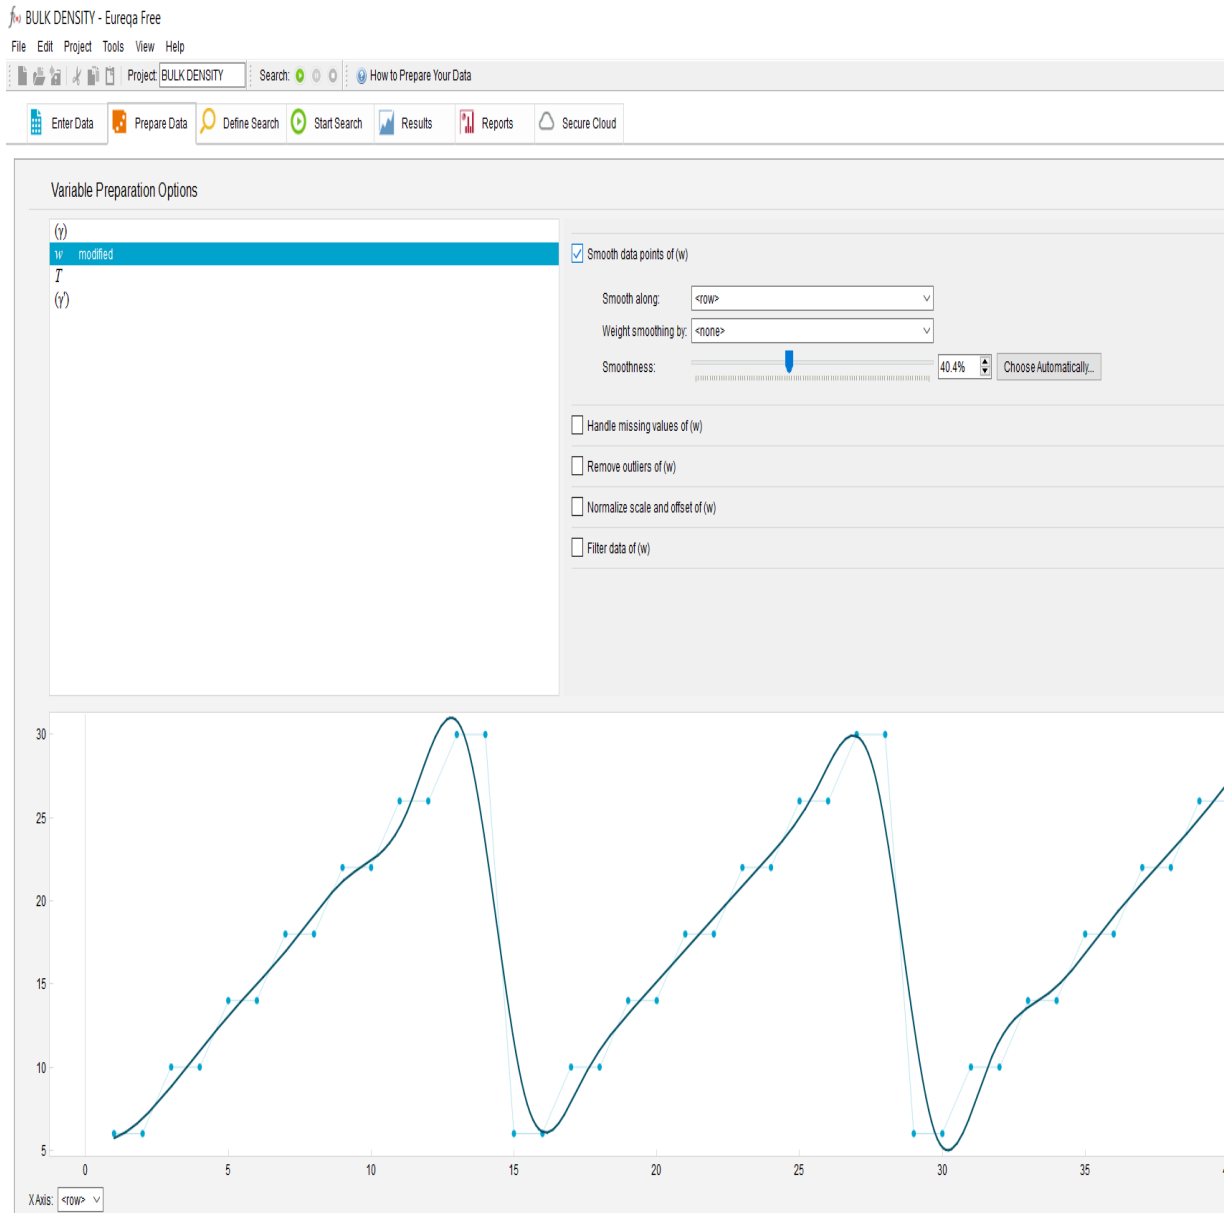 BULK DENSITY - Eureqa Free
File Edit Project Tools View Help
Project: BULK DENSITY Search: How to Prepare Your Data
Enter Data Prepare Data Define Search Start Search Results Reports Secure Cloud
Variable Preparation Options
(γ)
w modified
T
(γ')
Smooth data points of (w)
Smooth along: <row>
Weight smoothing by: <none>
Smoothness: 40.4% Choose Automatically...
Handle missing values of (w)
Remove outliers of (w)
Normalize scale and offset of (w)
Filter data of (w)
30
25
20
15
10
5
0 5 10 15 20 25 30 35
X Axis: <row>